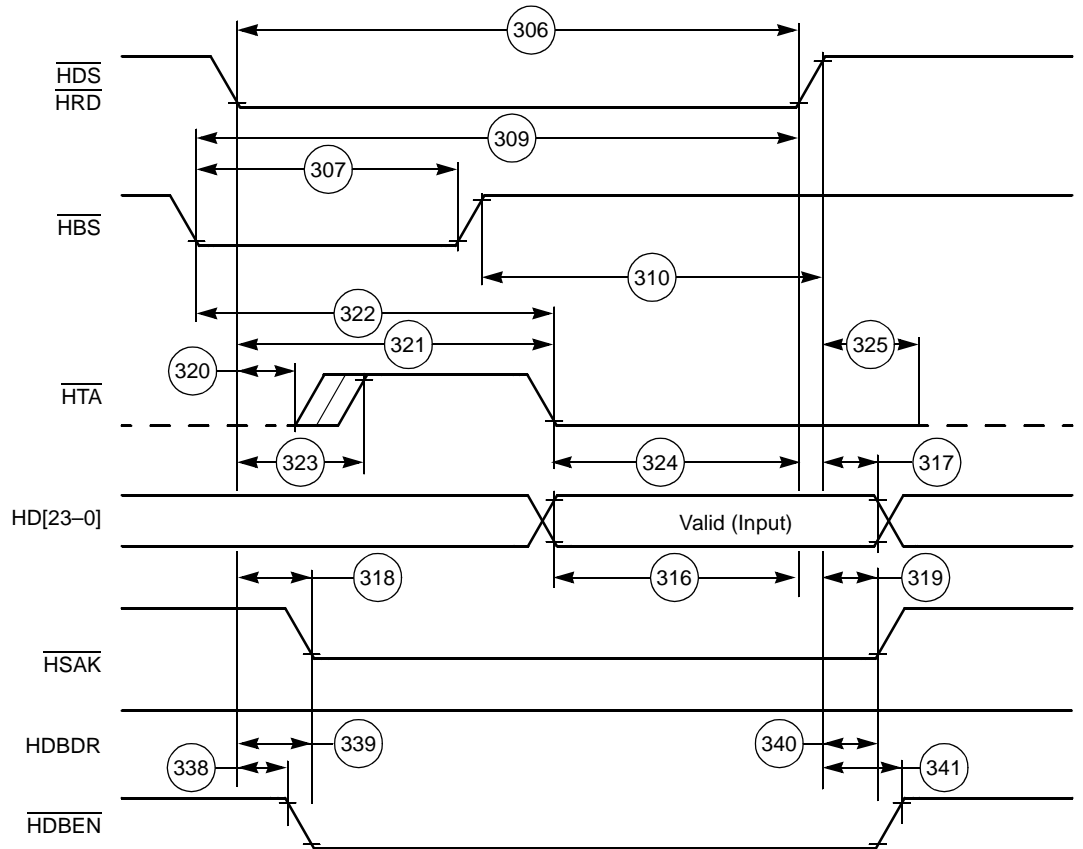 306
HDS
HRD
309
307
HBS
310
322
321
325
320
HTA
323
324
317
HD[23–0]
Valid (Input)
318
316
319
HSAK
HDBDR
339
340
338
341
HDBEN